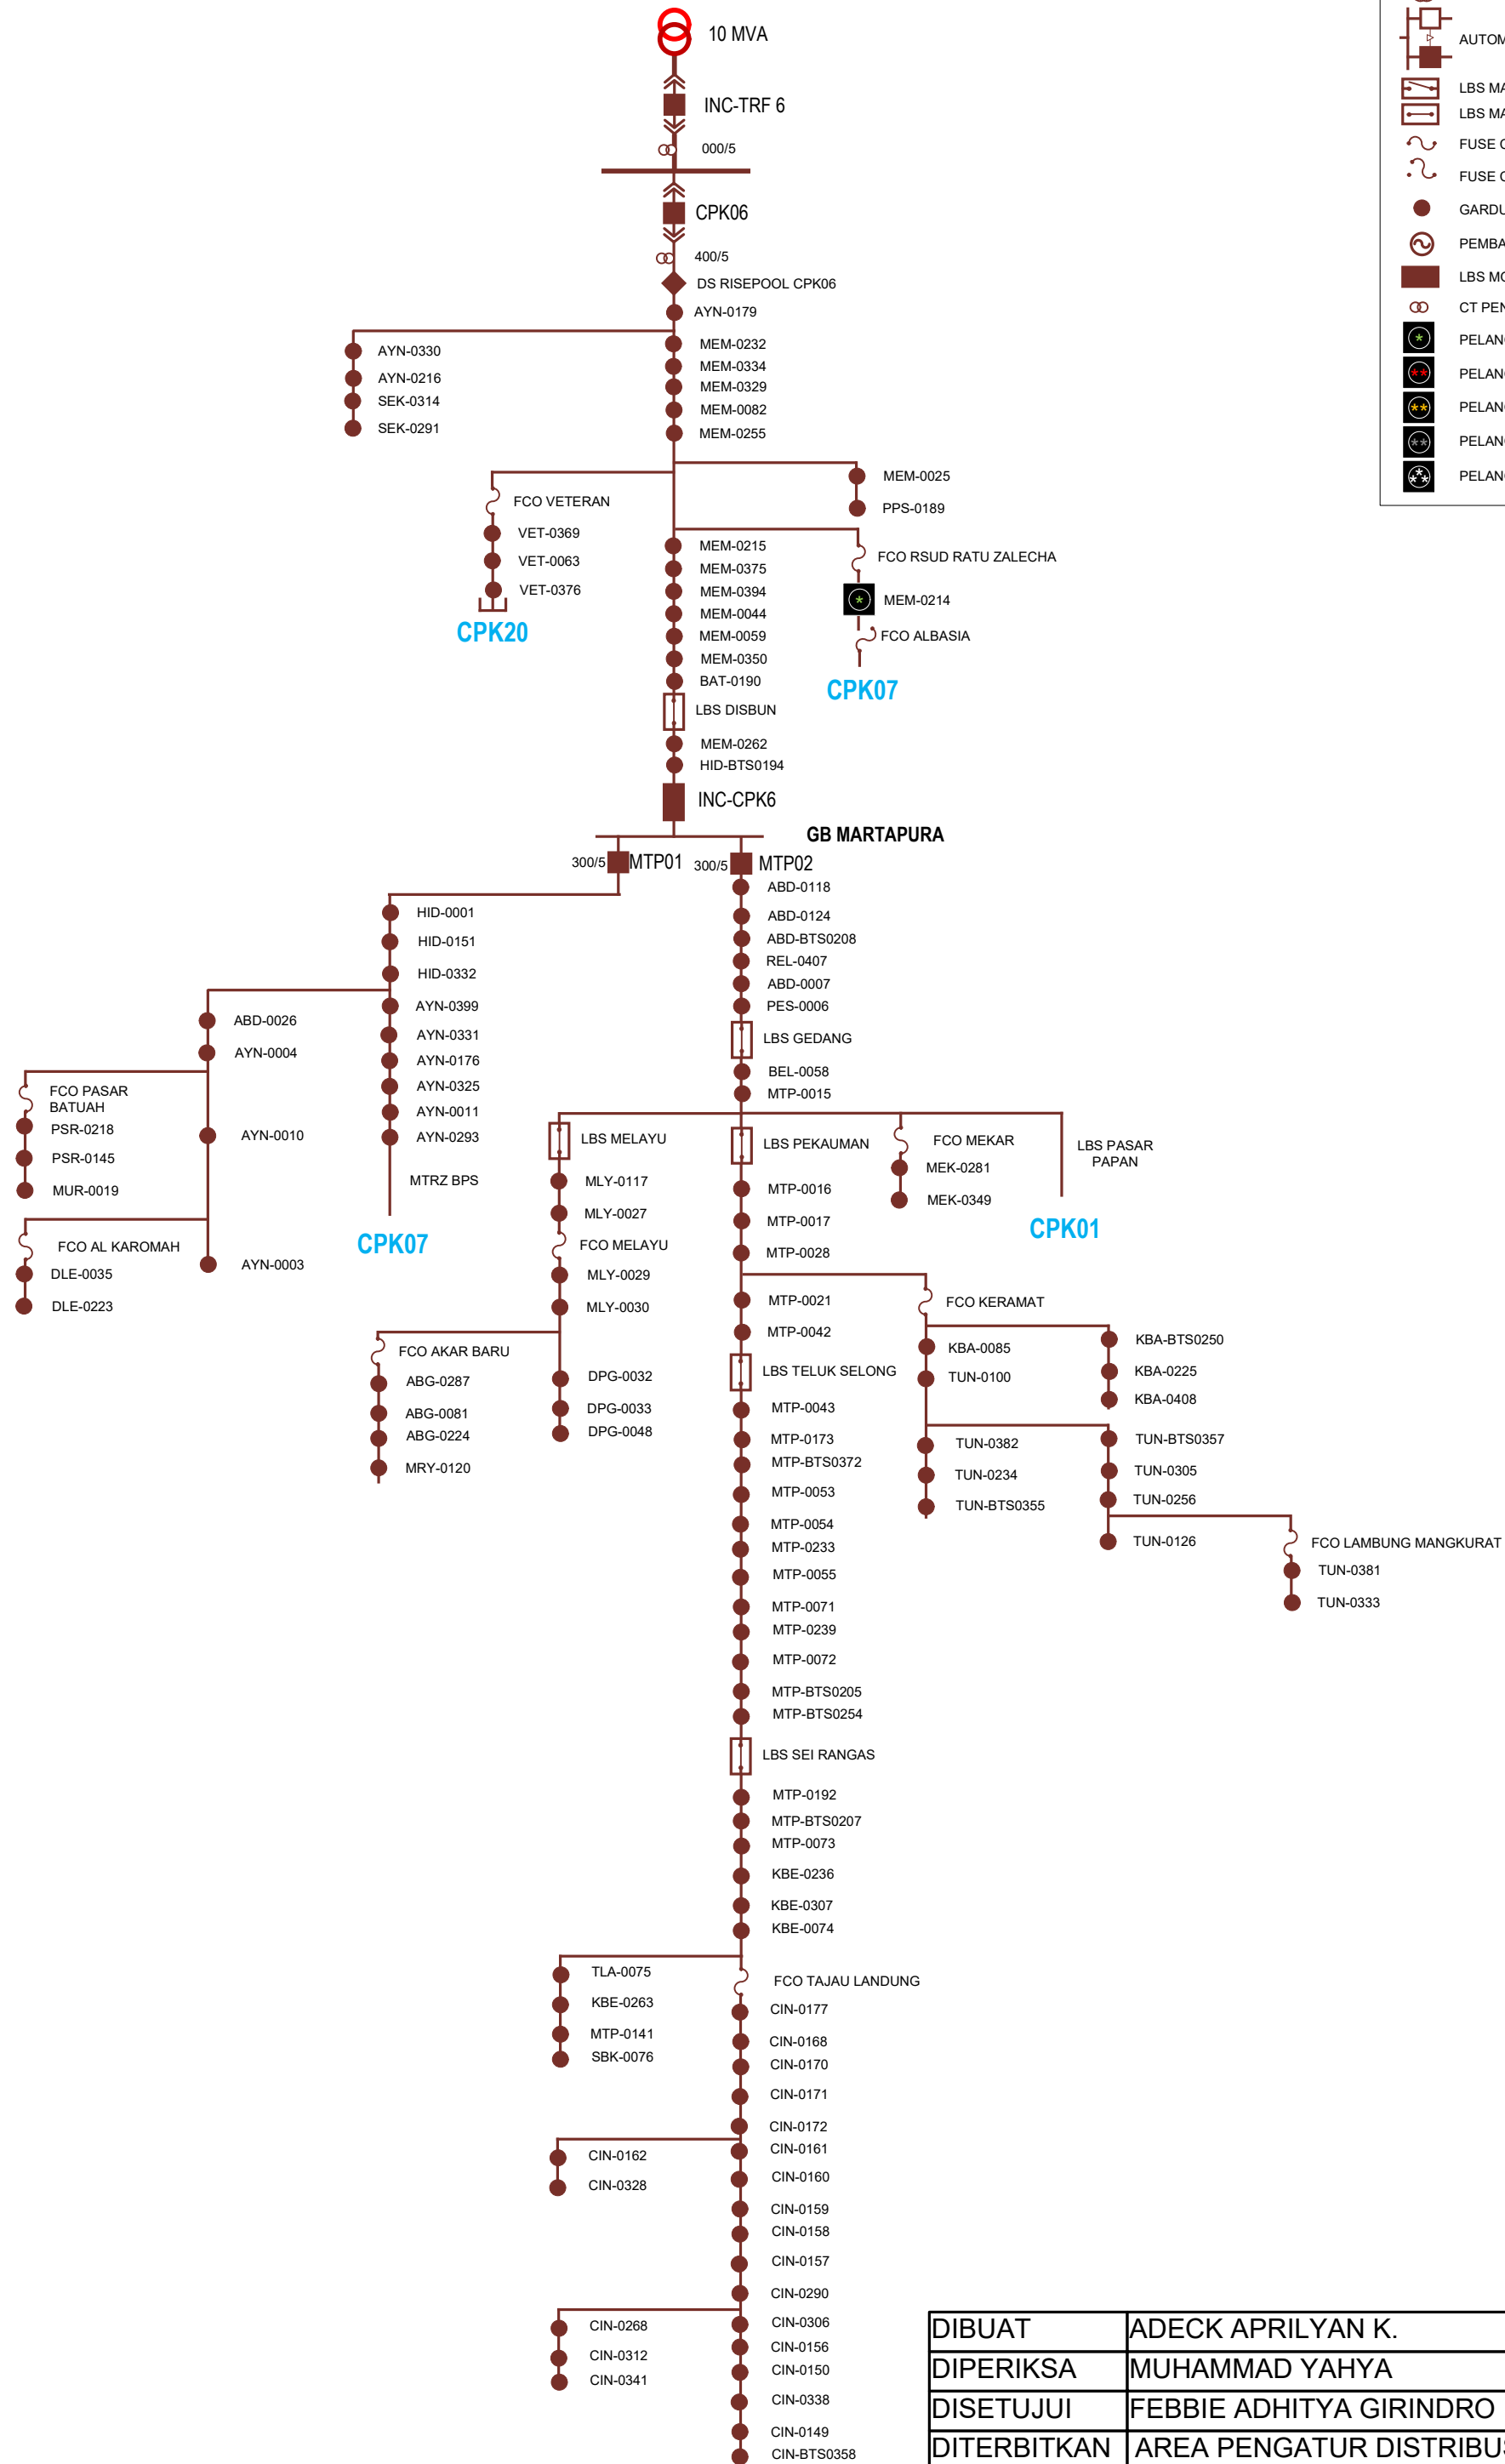 10 MVA
INC-TRF 6
000/5
CPK06
400/5
DS RISEPOOL CPK06
AYN-0179
AYN-0330
AYN-0216
SEK-0314
SEK-0291
MEM-0232
MEM-0334
MEM-0329
MEM-0082
MEM-0255
MEM-0025
PPS-0189
FCO VETERAN
VET-0369
VET-0063
VET-0376
CPK20
MEM-0215
MEM-0375
MEM-0394
MEM-0044
MEM-0059
MEM-0350
BAT-0190
LBS DISBUN
MEM-0262
HID-BTS0194
INC-CPK6
FCO RSUD RATU ZALECHA
MEM-0214
FCO ALBASIA
CPK07
GB MARTAPURA
300/5 MTP01
300/5 MTP02
HID-0001
HID-0151
HID-0332
AYN-0399
AYN-0331
AYN-0176
AYN-0325
AYN-0011
AYN-0293
MTRZ BPS
CPK07
ABD-0026
AYN-0004
AYN-0010
AYN-0003
FCO PASAR
BATUAH
PSR-0218
PSR-0145
MUR-0019
FCO AL KAROMAH
DLE-0035
DLE-0223
ABD-0118
ABD-0124
ABD-BTS0208
REL-0407
ABD-0007
PES-0006
LBS GEDANG
BEL-0058
MTP-0015
LBS MELAYU
MLY-0117
MLY-0027
FCO MELAYU
MLY-0029
MLY-0030
FCO AKAR BARU
ABG-0287
ABG-0081
ABG-0224
MRY-0120
DPG-0032
DPG-0033
DPG-0048
LBS PEKAUMAN
MTP-0016
MTP-0017
MTP-0028
FCO MEKAR
MEK-0281
MEK-0349
LBS PASAR
PAPAN
CPK01
MTP-0021
MTP-0042
LBS TELUK SELONG
FCO KERAMAT
KBA-0085
TUN-0100
KBA-BTS0250
KBA-0225
KBA-0408
TUN-0382
TUN-0234
TUN-BTS0355
TUN-BTS0357
TUN-0305
TUN-0256
TUN-0126
FCO LAMBUNG MANGKURAT
TUN-0381
TUN-0333
MTP-0043
MTP-0173
MTP-BTS0372
MTP-0053
MTP-0054
MTP-0233
MTP-0055
MTP-0071
MTP-0239
MTP-0072
MTP-BTS0205
MTP-BTS0254
LBS SEI RANGAS
MTP-0192
MTP-BTS0207
MTP-0073
KBE-0236
KBE-0307
KBE-0074
TLA-0075
KBE-0263
MTP-0141
SBK-0076
FCO TAJAU LANDUNG
CIN-0177
CIN-0168
CIN-0170
CIN-0171
CIN-0172
CIN-0162
CIN-0328
CIN-0161
CIN-0160
CIN-0159
CIN-0158
CIN-0157
CIN-0290
CIN-0268
CIN-0312
CIN-0341
CIN-0306
CIN-0156
CIN-0150
CIN-0338
CIN-0149
CIN-BTS0358
LBS
LBS
FUSE
FUSE
LBS
CT
DIBUAT ADECK APRILYAN K.
DIPERIKSA MUHAMMAD YAHYA
DISETUJUI FEBBIE ADHITYA GIRINDRO
DITERBITKAN AREA PENGATUR